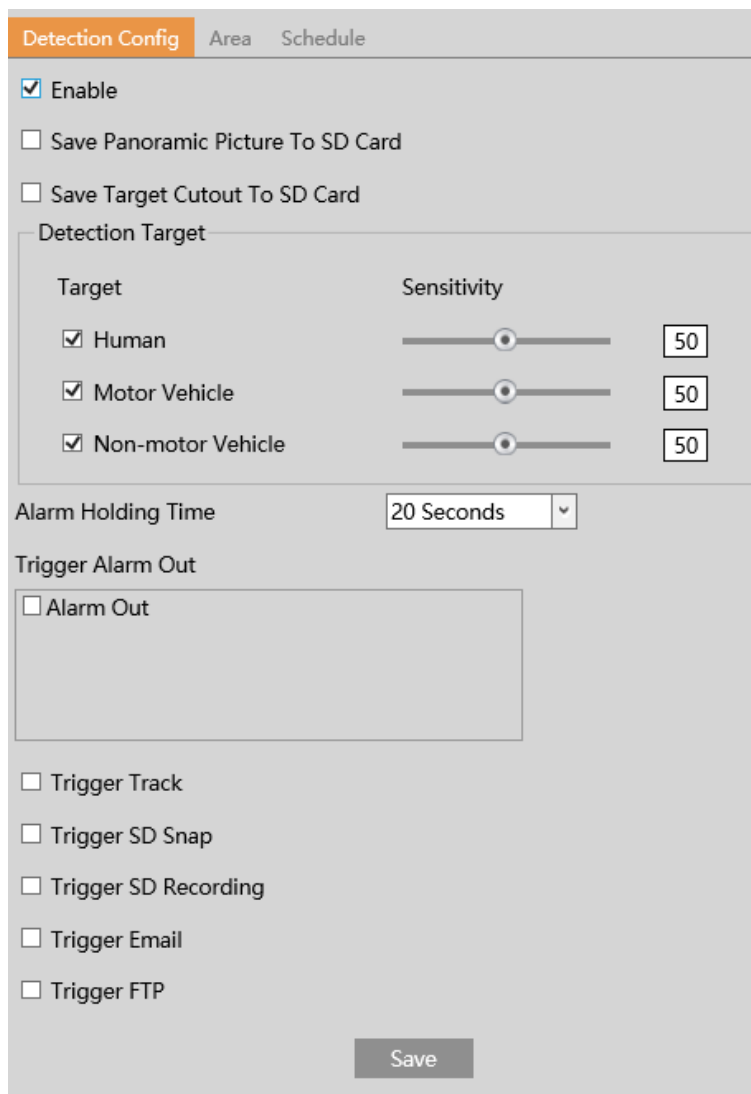 Detection Config Area Schedule
Enable
Save Panoramic Picture To SD Card
Save Target Cutout To SD Card
Detection Target
Target Sensitivity
Human 50
Motor Vehicle 50
Non-motor Vehicle 50
Alarm Holding Time 20 Seconds
Trigger Alarm Out
Alarm Out
Trigger Track
Trigger SD Snap
Trigger SD Recording
Trigger Email
Trigger FTP
Save